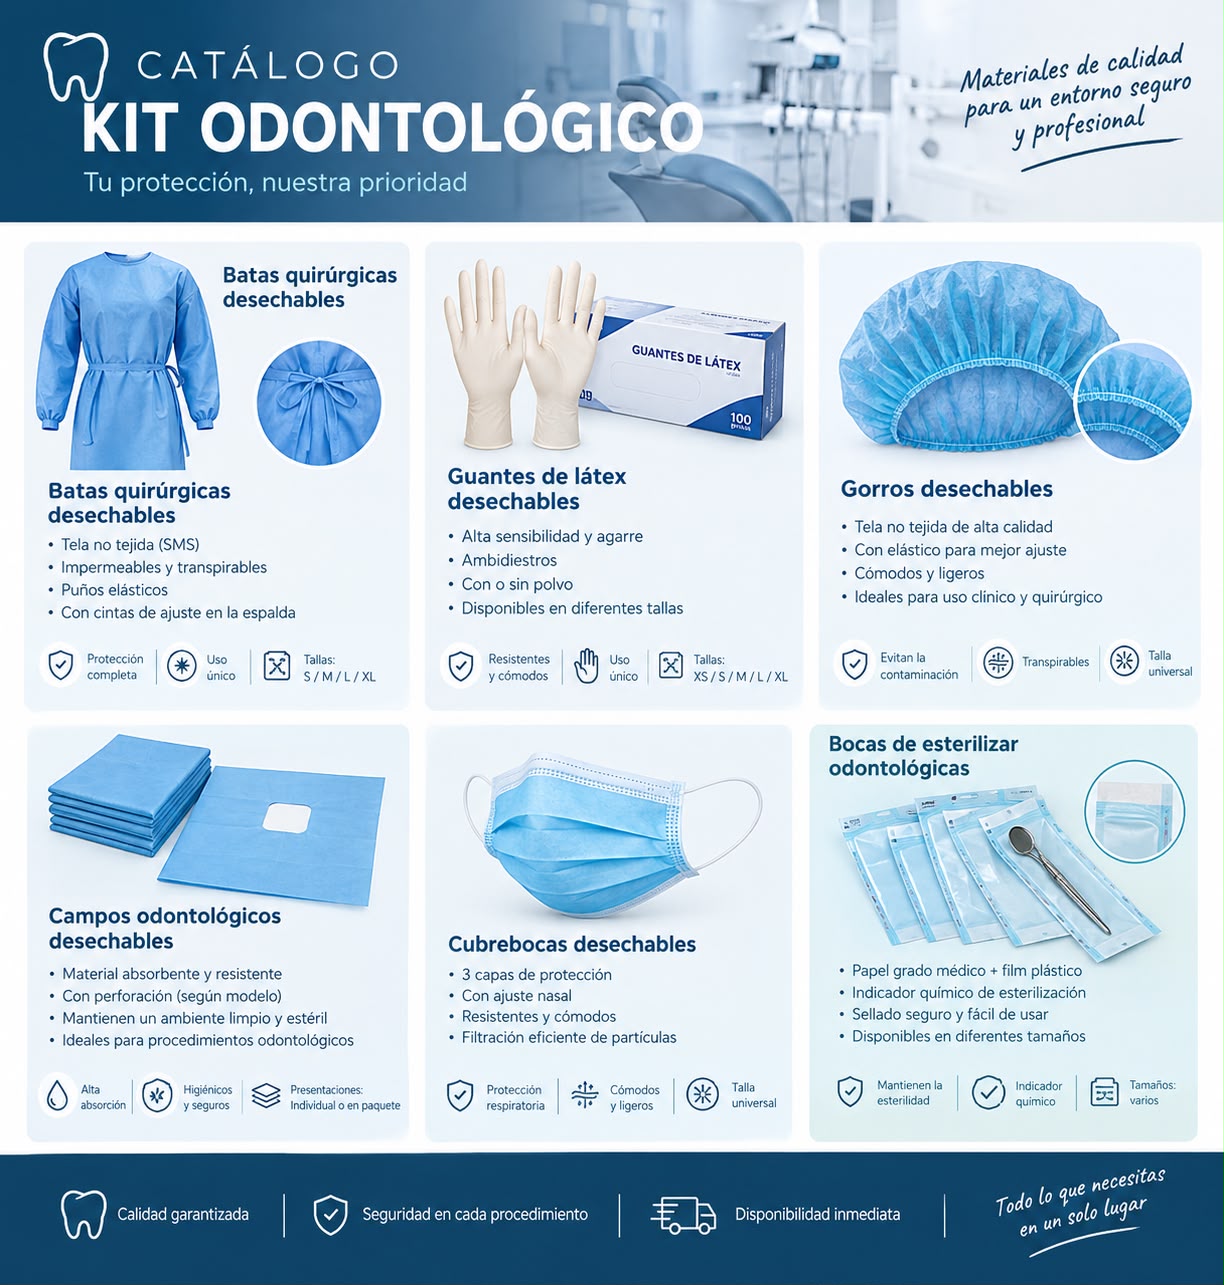 CATÁLOGO
KIT ODONTOLÓGICO
Tu protección, nuestra prioridad
Materiales de calidad
para un entorno seguro
y profesional
Batas quirúrgicas
desechables
Batas quirúrgicas
desechables
• Tela no tejida (SMS)
• Impermeables y transpirables
• Puños elásticos
• Con cintas de ajuste en la espalda
Protección
completa
Uso
único
Tallas:
S / M / L / XL
GUANTES DE LÁTEX
100
Guantes de látex
desechables
• Alta sensibilidad y agarre
• Ambidiestros
• Con o sin polvo
• Disponibles en diferentes tallas
Resistentes
y cómodos
Uso
único
Tallas:
XS / S / M / L / XL
Gorros desechables
• Tela no tejida de alta calidad
• Con elástico para mejor ajuste
• Cómodos y ligeros
• Ideales para uso clínico y quirúrgico
Evitan la
contaminación
Transpirables
Talla
universal
Campos odontológicos
desechables
• Material absorbente y resistente
• Con perforación (según modelo)
• Mantienen un ambiente limpio y estéril
• Ideales para procedimientos odontológicos
Alta
absorción
Higiénicos
y seguros
Presentaciones:
Individual o en paquete
Cubrebocas desechables
• 3 capas de protección
• Con ajuste nasal
• Resistentes y cómodos
• Filtración eficiente de partículas
Protección
respiratoria
Cómodos
y ligeros
Talla
universal
Bocas de esterilizar
odontológicas
• Papel grado médico + film plástico
• Indicador químico de esterilización
• Sellado seguro y fácil de usar
• Disponibles en diferentes tamaños
Mantienen la
esterilidad
Indicador
químico
Tamaños:
varios
Calidad garantizada
Seguridad en cada procedimiento
Disponibilidad inmediata
Todo lo que necesitas
en un solo lugar